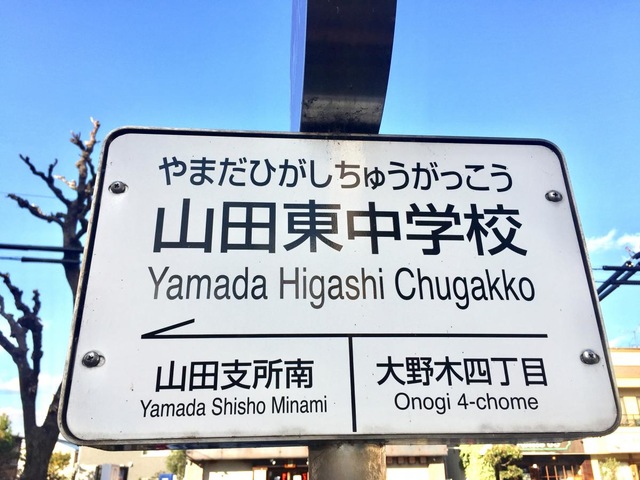 やまだひがしちゅうがっこう
山田東中学校
Yamada Higashi Chugakko
山田支所南
Yamada Shisho Minami
大野木四丁目
Onogi 4-chome